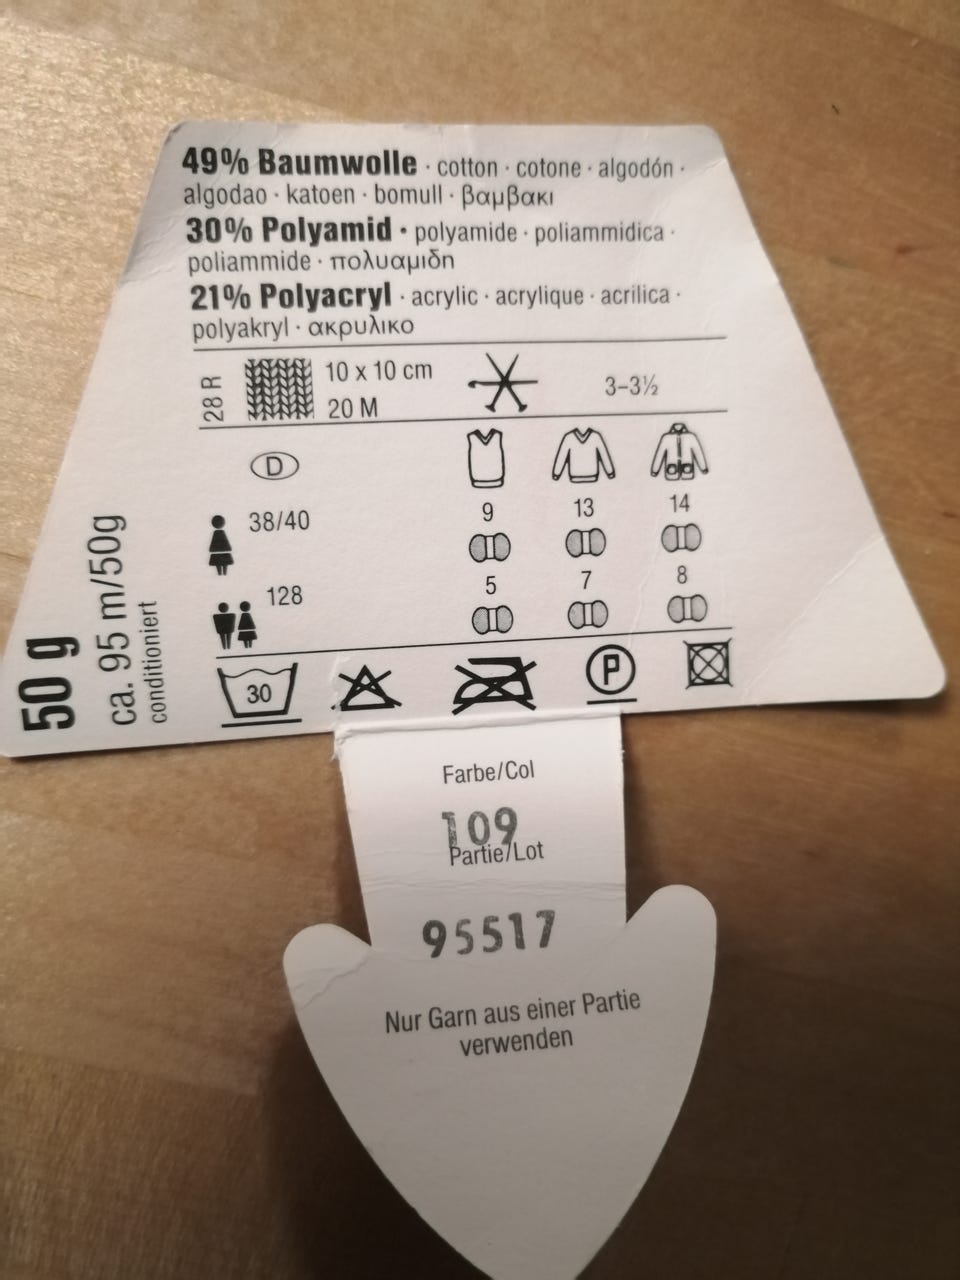 49% Baumwolle · cotton · cotone · algodón ·
algodao · katoen · bomull · βαμβακι
30% Polyamid · polyamide · poliammidica ·
poliammide · πολυαμιδη
21% Polyacryl · acrylic · acrylique · acrilica ·
polyakryl · ακρυλικο
28 R
10 x 10 cm
20 M
3–3½
D
38/40
9 13 14
128
5 7 8
50 g
ca. 95 m/50g
conditioniert
30
P
Farbe/Col
109
Partie/Lot
95517
Nur Garn aus einer Partie
verwenden